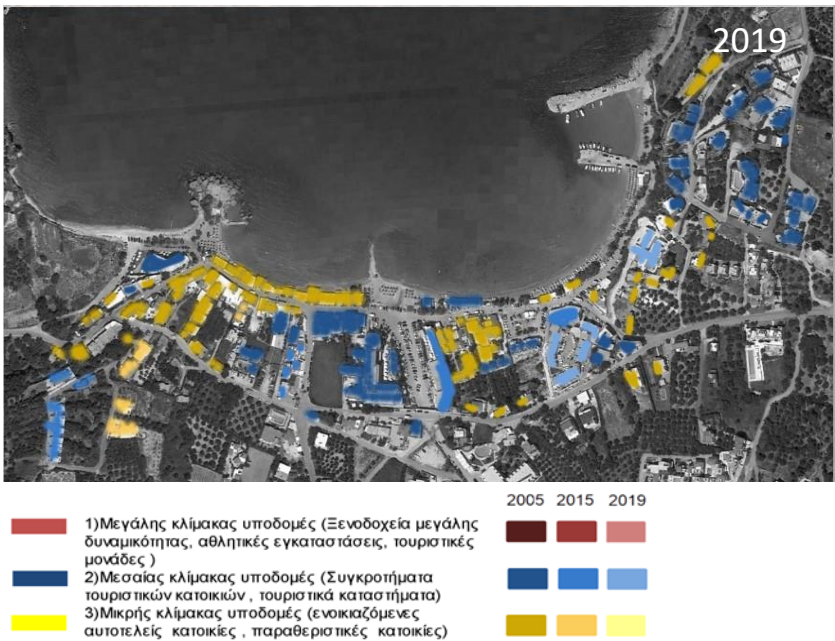 2019
2005 2015 2019
1)Μεγάλης κλίμακας υποδομές (Ξενοδοχεία μεγάλης
δυναμικότητας, αθλητικές εγκαταστάσεις, τουριστικές
μονάδες )
2)Μεσαίας κλίμακας υποδομές (Συγκροτήματα
τουριστικών κατοικιών , τουριστικά καταστήματα)
3)Μικρής κλίμακας υποδομές (ενοικιαζόμενες
αυτοτελείς κατοικίες , παραθεριστικές κατοικίες)